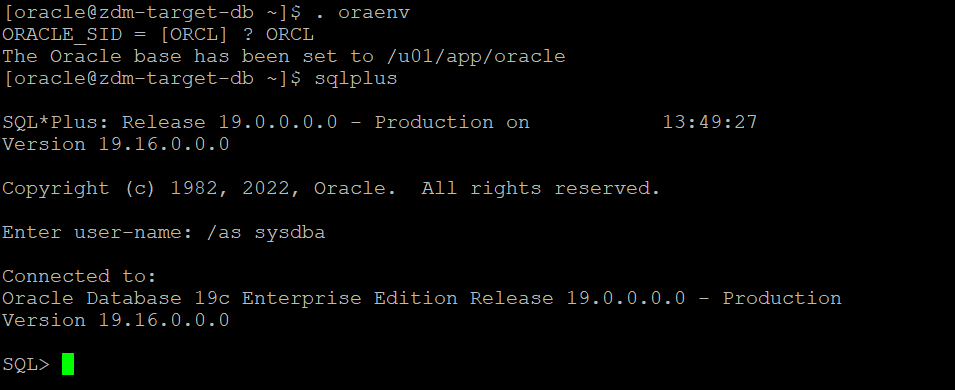 [oracle@zdm-target-db ~]$ . oraenv
ORACLE_SID = [ORCL] ? ORCL
The Oracle base has been set to /u01/app/oracle
[oracle@zdm-target-db ~]$ sqlplus
SQL*Plus: Release 19.0.0.0.0 - Production on 13:49:27
Version 19.16.0.0.0
Copyright (c) 1982, 2022, Oracle.  All rights reserved.
Enter user-name: /as sysdba
Connected to:
Oracle Database 19c Enterprise Edition Release 19.0.0.0.0 - Production
Version 19.16.0.0.0
SQL>